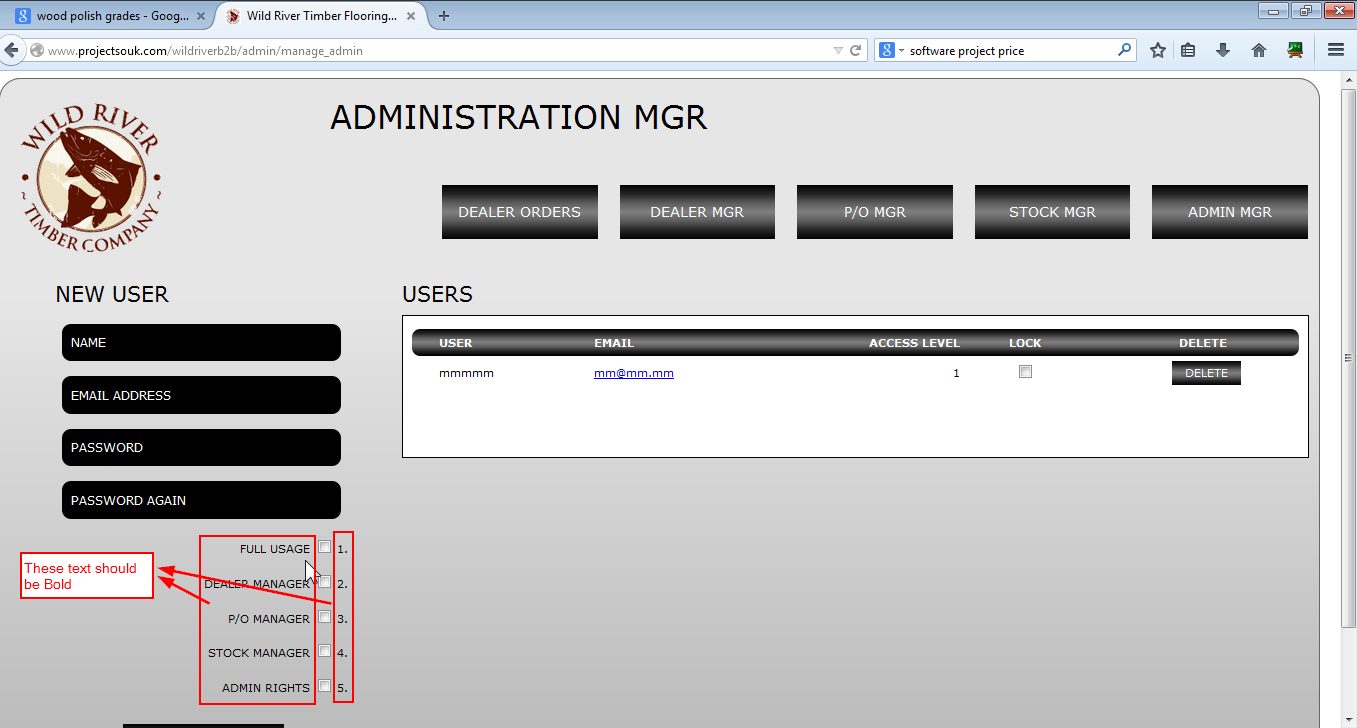 wood polish grades - Goog...
Wild River Timber Flooring...
www.projectsouk.com/wildriverb2b/admin/manage_admin
8
software project price
WILD RIVER
TIMBER COMPANY
ADMINISTRATION MGR
DEALER ORDERS
DEALER MGR
P/O MGR
STOCK MGR
ADMIN MGR
NEW USER
NAME
EMAIL ADDRESS
PASSWORD
PASSWORD AGAIN
FULL USAGE 1.
DEALER MANAGER 2.
P/O MANAGER 3.
STOCK MANAGER 4.
ADMIN RIGHTS 5.
These text should
be Bold
USERS
USER EMAIL ACCESS LEVEL LOCK DELETE
mmmmm mm@mm.mm 1 DELETE